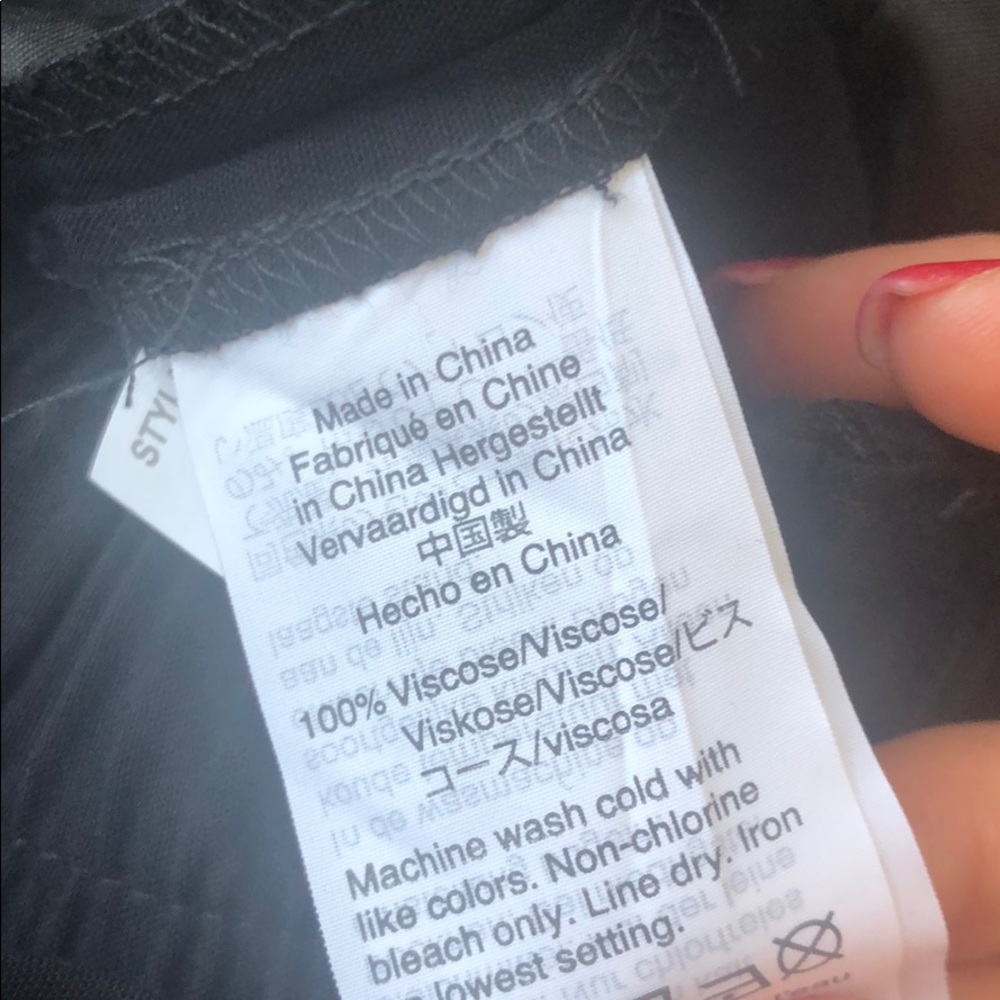 STYL
Made in China
Fabriqué en Chine
in China Hergestellt
Vervaardigd in China
中国製
Hecho en China
100% Viscose/Viscose/
Viskose/Viscose/ビス
コース/viscosa
Machine wash cold with
like colors. Non-chlorine
bleach only. Line dry. Iron
lowest setting.